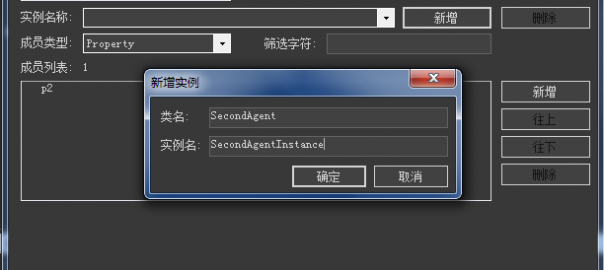 实例名称: 新增 删除
成员类型: Property 筛选字符:
成员列表: 1
p2
新增实例
类名: SecondAgent
实例名: SecondAgentInstance
确定 取消
新增
往上
往下
删除